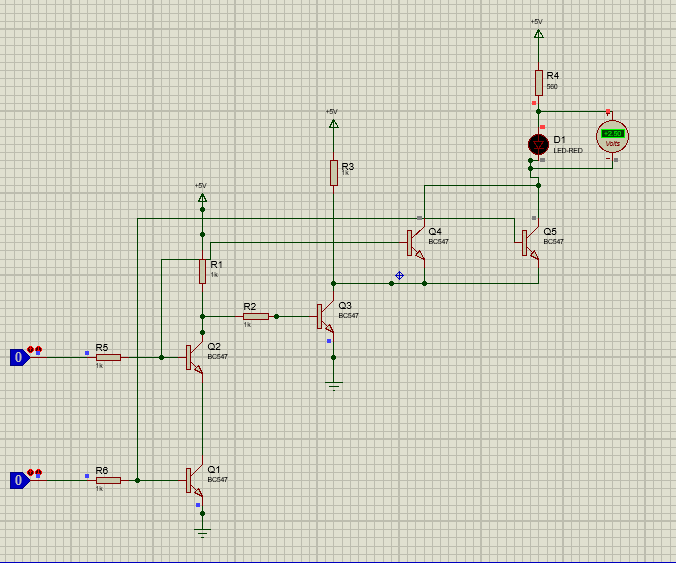 +5V
R4
560
+5V
D1
LED-RED
+2.50
Volts
R3
1k
+5V
Q4
BC547
Q5
BC547
R1
1k
R2
1k
Q3
BC547
0
R5
1k
Q2
BC547
0
R6
1k
Q1
BC547